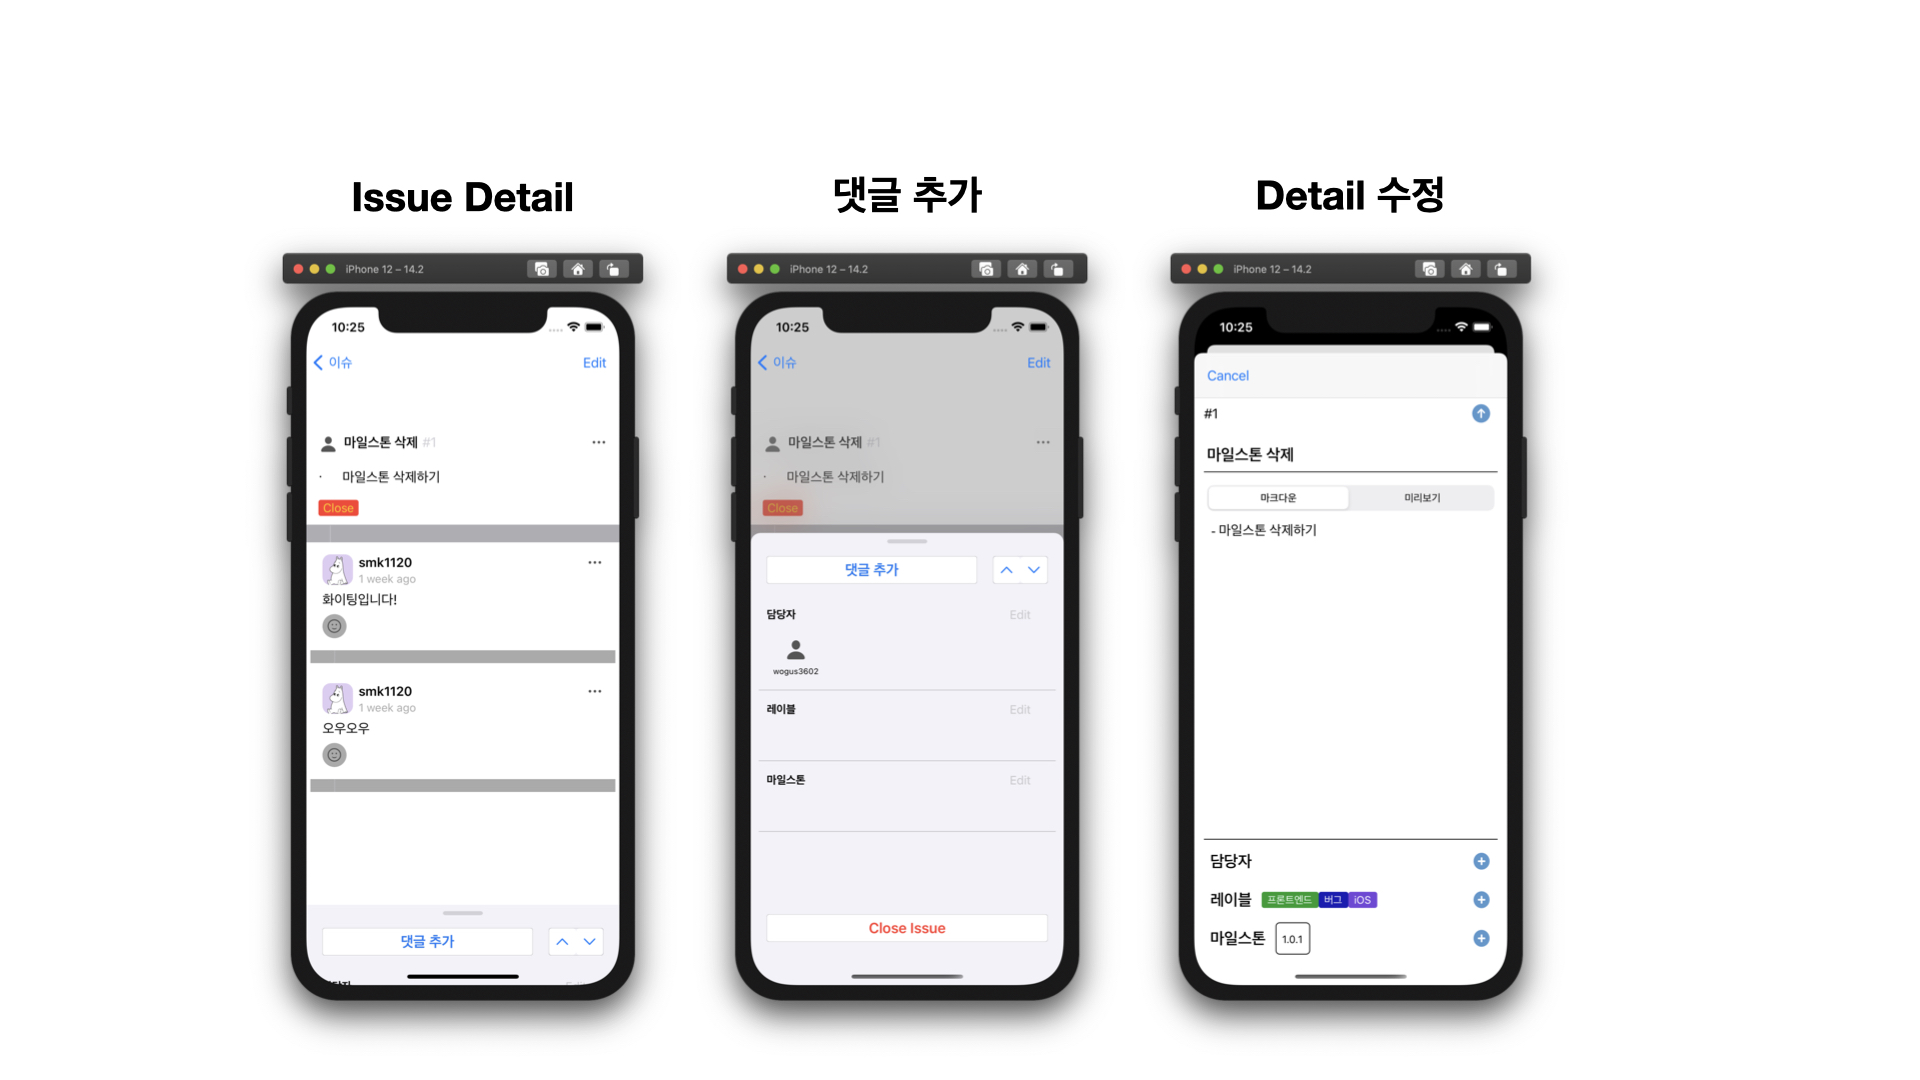 Issue Detail
댓글 추가
Detail 수정
iPhone 12 – 14.2
10:25
이슈
Edit
마일스톤 삭제 #1
· 마일스톤 삭제하기
Close
smk1120
1 week ago
화이팅입니다!
smk1120
1 week ago
오우오우
댓글 추가
iPhone 12 – 14.2
10:25
이슈
Edit
마일스톤 삭제 #1
· 마일스톤 삭제하기
Close
댓글 추가
담당자
Edit
wogus3602
레이블
Edit
마일스톤
Edit
Close Issue
iPhone 12 – 14.2
10:25
Cancel
#1
마일스톤 삭제
마크다운
미리보기
- 마일스톤 삭제하기
담당자
레이블 프론트엔드 버그 iOS
마일스톤 1.0.1